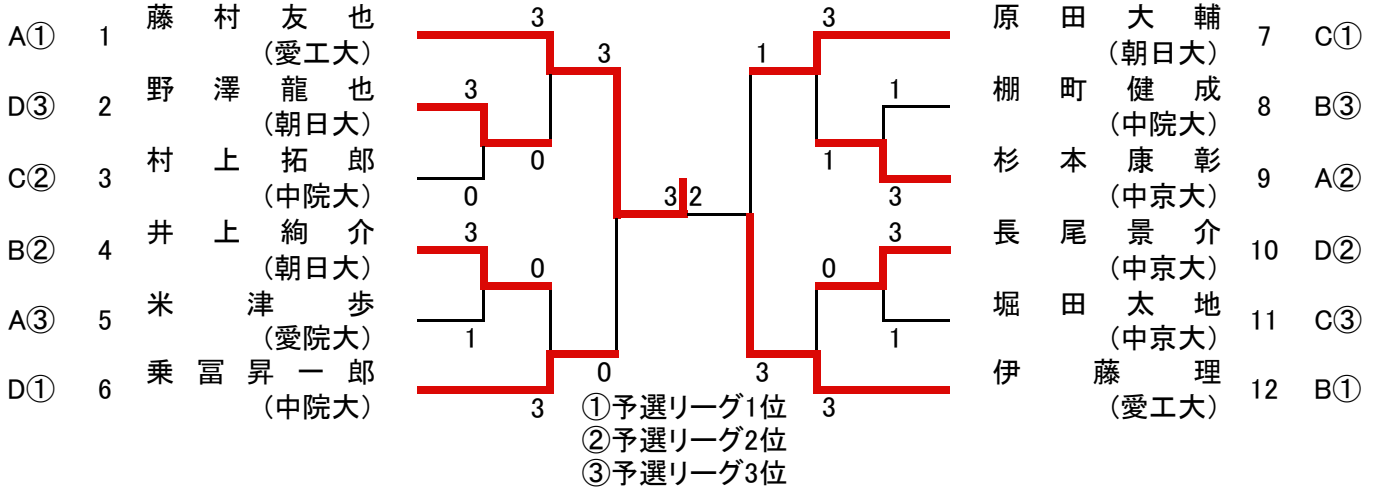 A① 1 藤村友也 3
(愛工大) 3
D③ 2 野澤龍也 3
(朝日大)
C② 3 村上拓郎 0
(中院大) 0
B② 4 井上絢介 3
(朝日大) 0
A③ 5 米津歩
(愛院大) 1
D① 6 乗冨昇一郎 0
(中院大) 3
3 2
3 原田大輔 7 C①
1 (朝日大)
1 棚町健成 8 B③
(中院大)
1 杉本康彰 9 A②
3 (中京大)
3 長尾景介 10 D②
0 (中京大)
堀田太地 11 C③
1 (中京大)
3 伊藤理 12 B①
3 (愛工大)
①予選リーグ1位
②予選リーグ2位
③予選リーグ3位